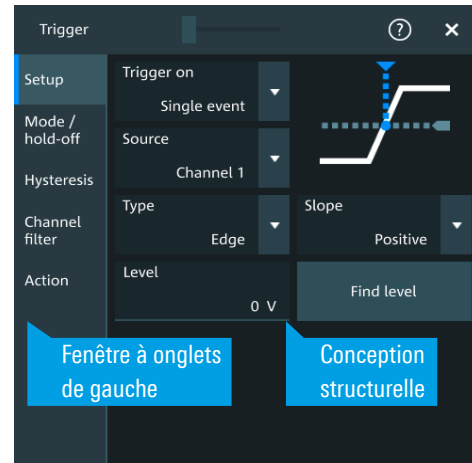 Trigger
?
×
Setup
Mode /
hold-off
Hysteresis
Channel
filter
Action
Trigger on
Single event
Source
Channel 1
Type
Edge
Slope
Positive
Level
0 V
Find level
Fenêtre à onglets
de gauche
Conception
structurelle